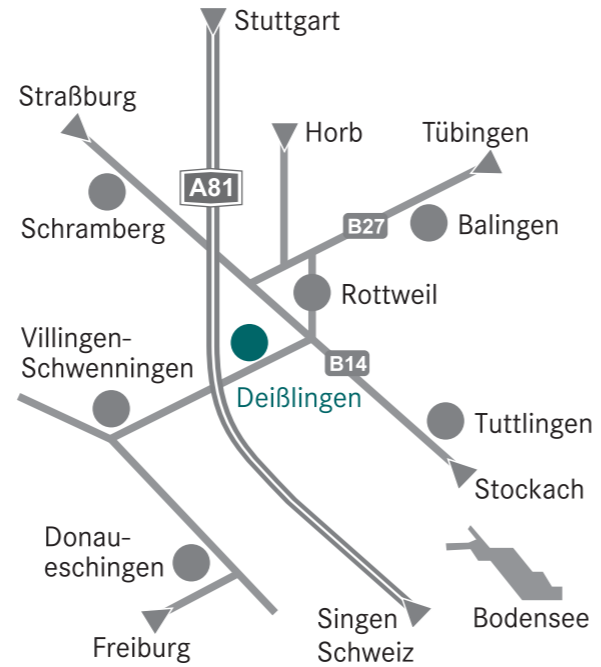 Stuttgart
Straßburg
Horb
Tübingen
A81
Schramberg
B27
Balingen
Rottweil
Villingen-
Schwenningen
B14
Deißlingen
Tuttlingen
Stockach
Donau-
eschingen
Singen
Schweiz
Bodensee
Freiburg